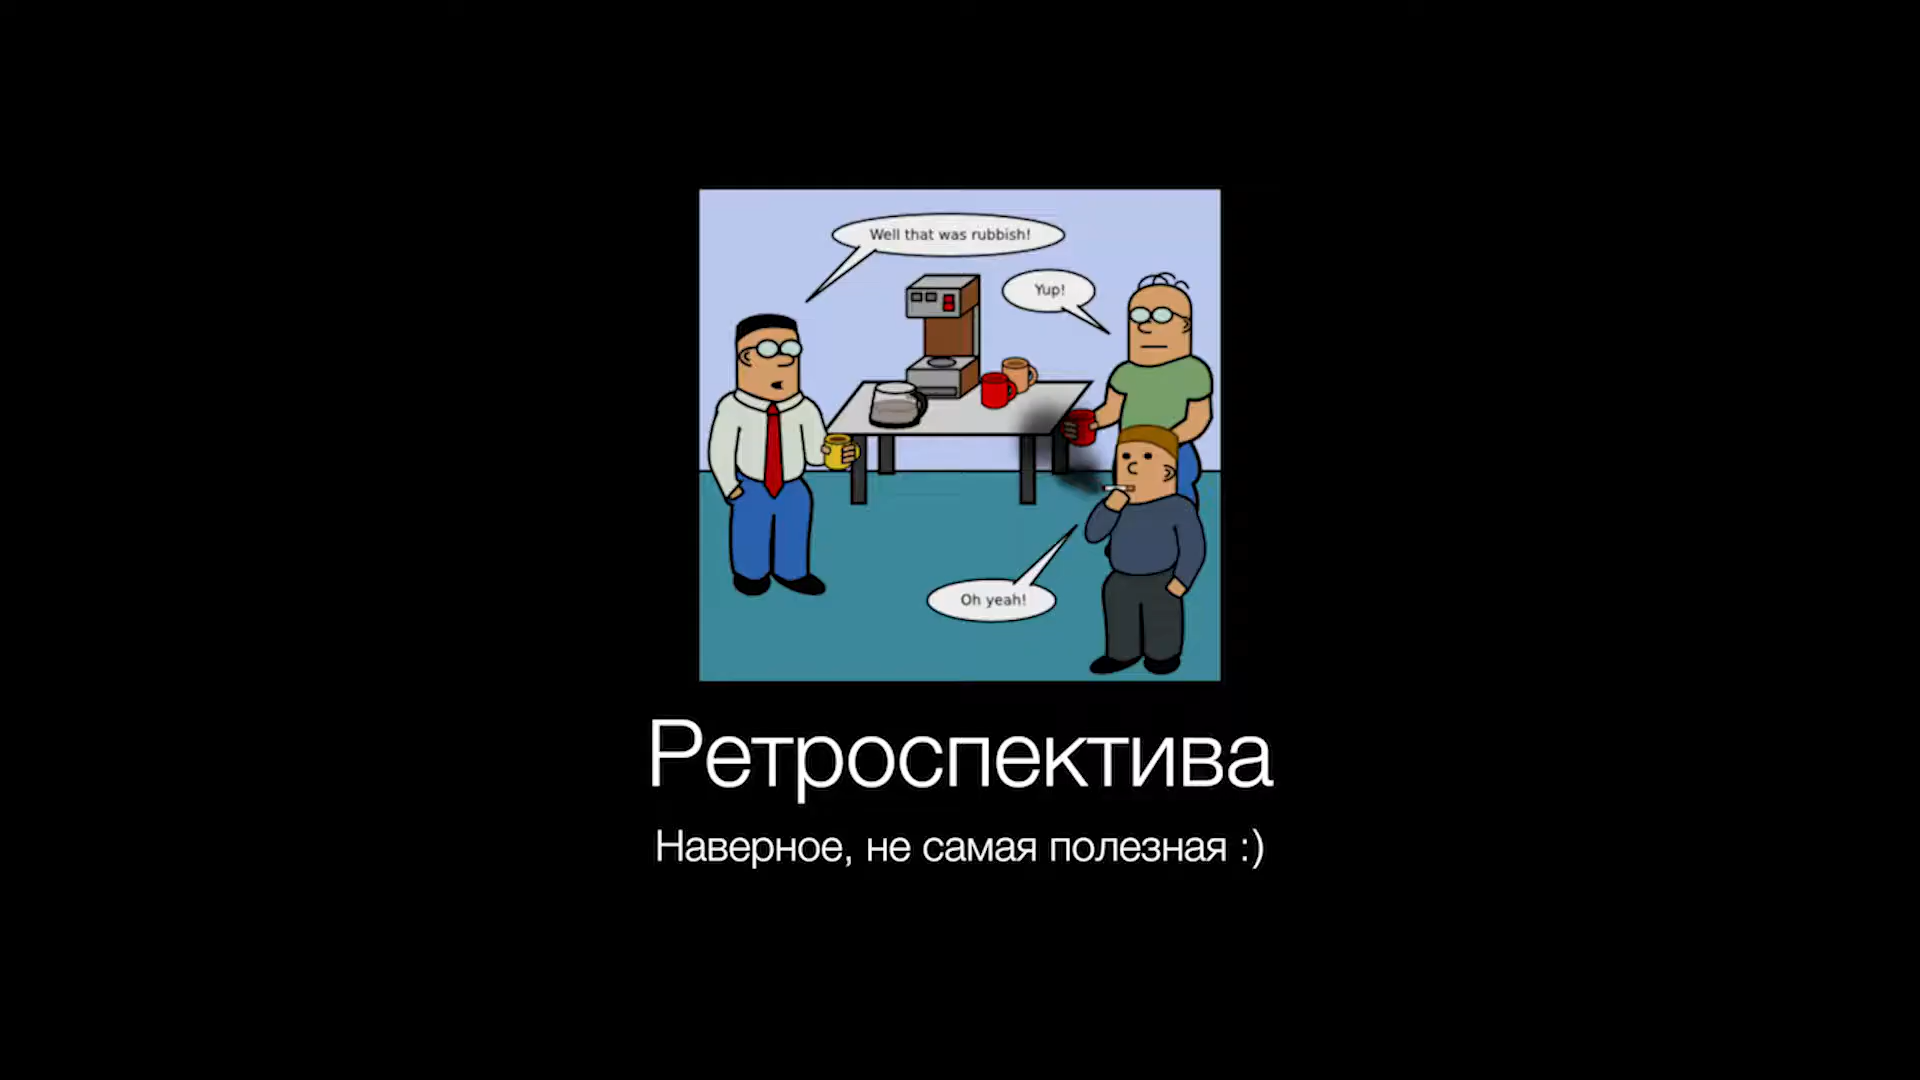 Well that was rubbish!
Yup!
Oh yeah!
Ретроспектива
Наверное, не самая полезная :)